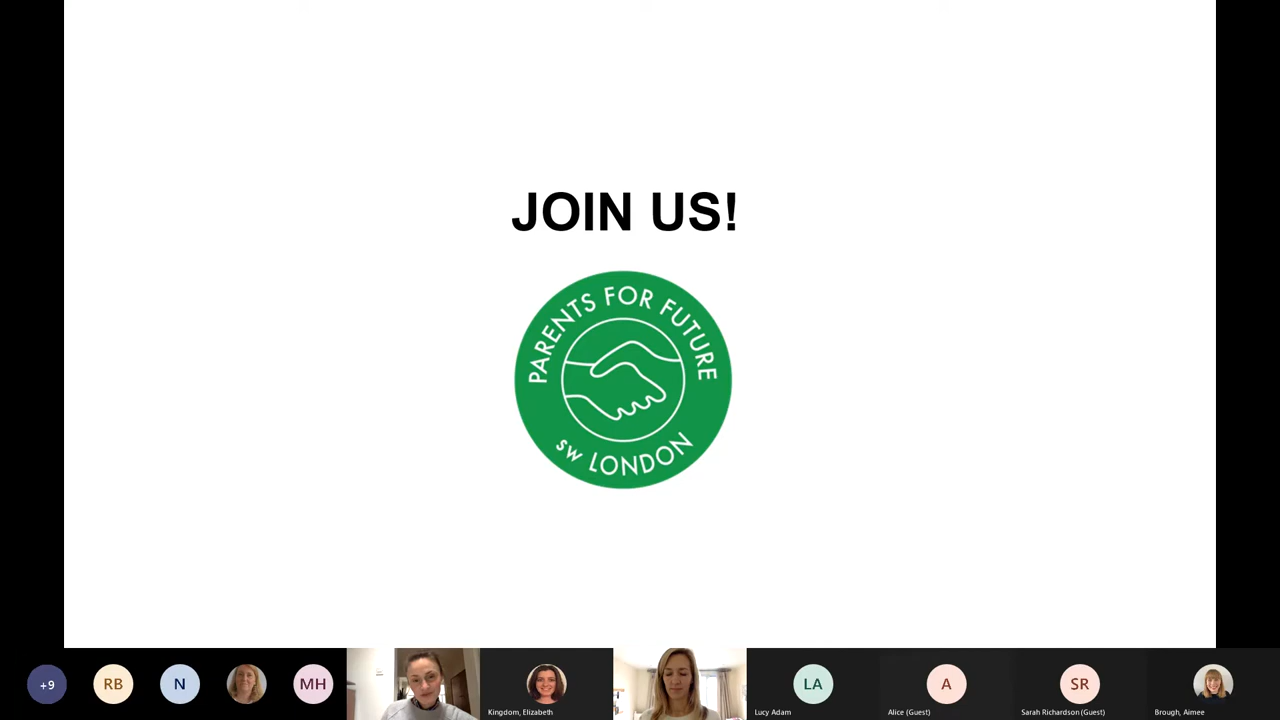 JOIN US!
PARENTS FOR FUTURE
SW LONDON
+9
RB
N
MH
LA
A
SR
Kingdom, Elizabeth
Lucy Adam
Alice (Guest)
Sarah Richardson (Guest)
Brough, Aimee